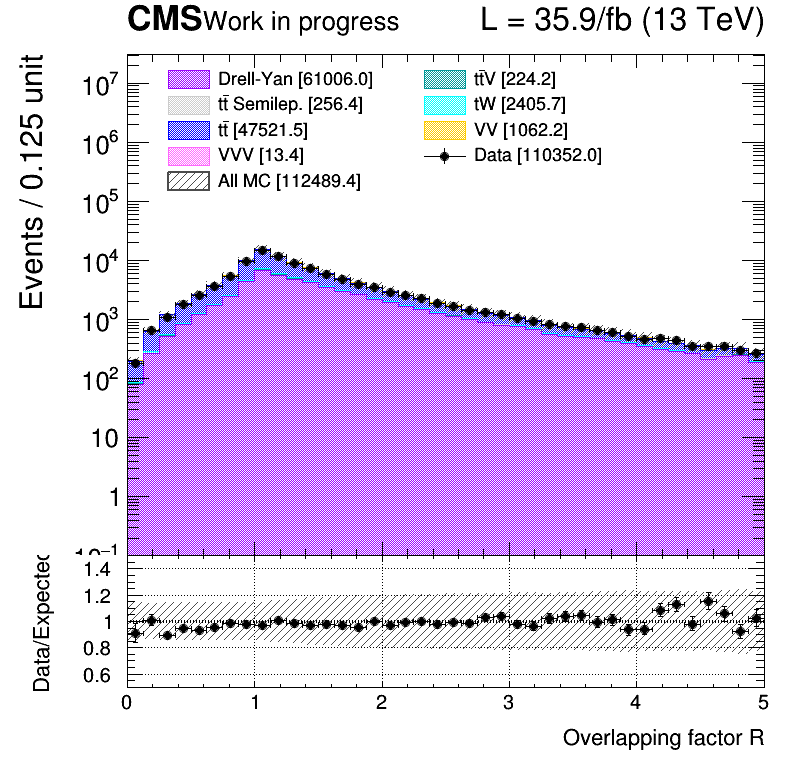 CMS Work in progress L = 35.9/fb (13 TeV)
Events / 0.125 unit
Drell-Yan [61006.0]
tt̄ Semilep. [256.4]
tt̄ [47521.5]
VVV [13.4]
All MC [112489.4]
tt̄V [224.2]
tW [2405.7]
VV [1062.2]
Data [110352.0]
10⁷
10⁶
10⁵
10⁴
10³
10²
10
1
10⁻¹
Data/Expected
1.4
1.2
1
0.8
0.6
0 1 2 3 4 5
Overlapping factor R